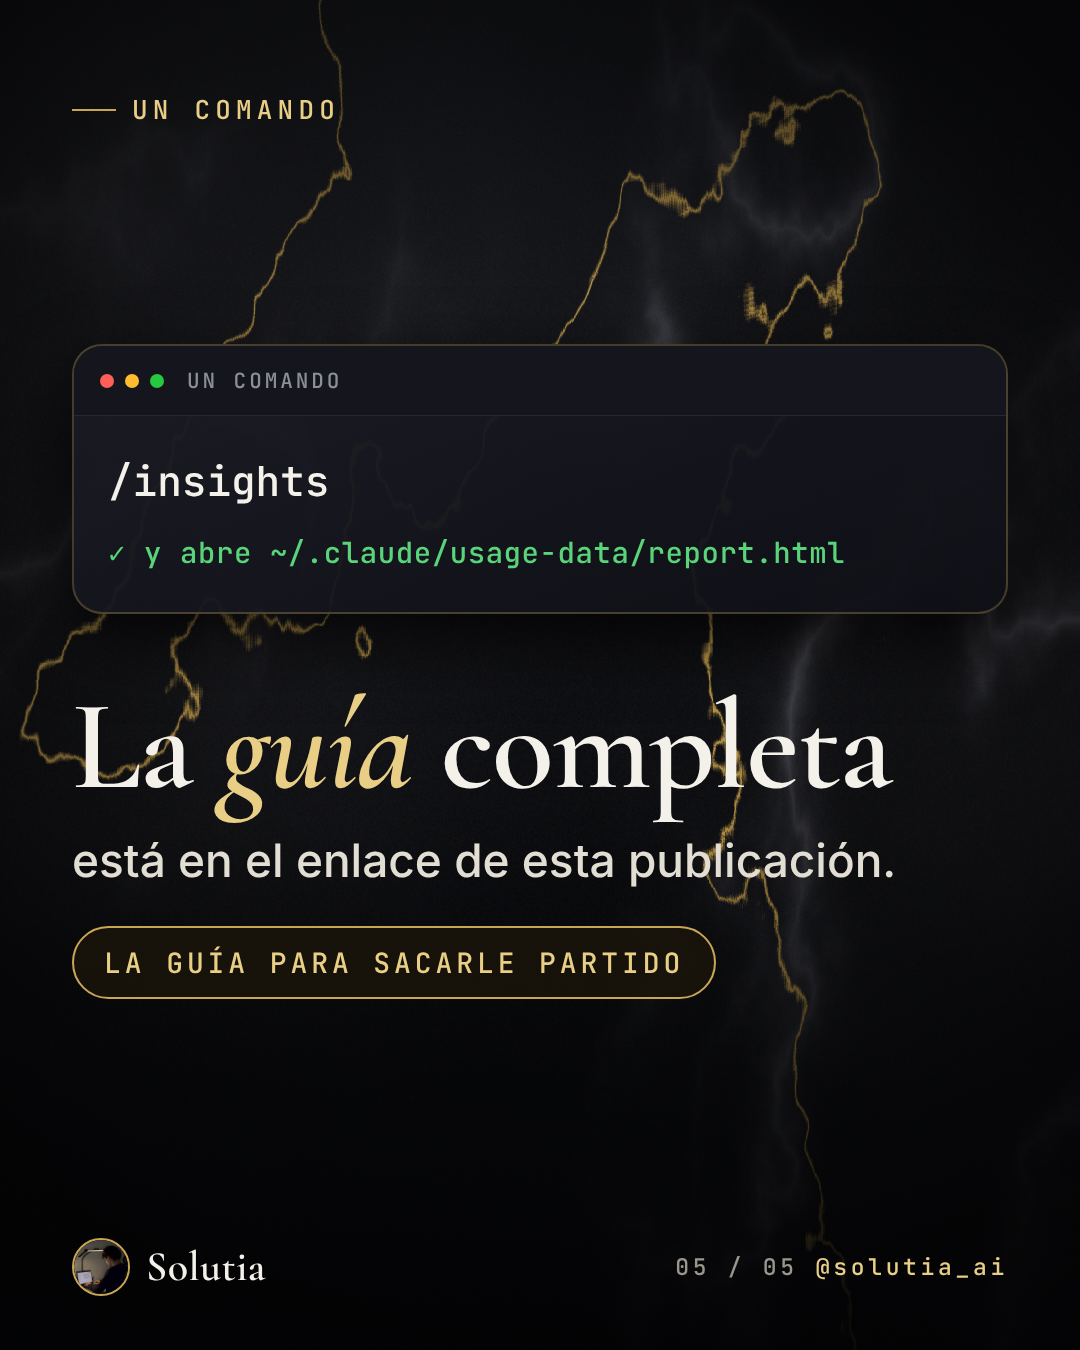 UN COMANDO
UN COMANDO
/insights
✓ y abre ~/.claude/usage-data/report.html
La guía completa
está en el enlace de esta publicación.
LA GUÍA PARA SACARLE PARTIDO
Solutia
05 / 05 @solutia_ai